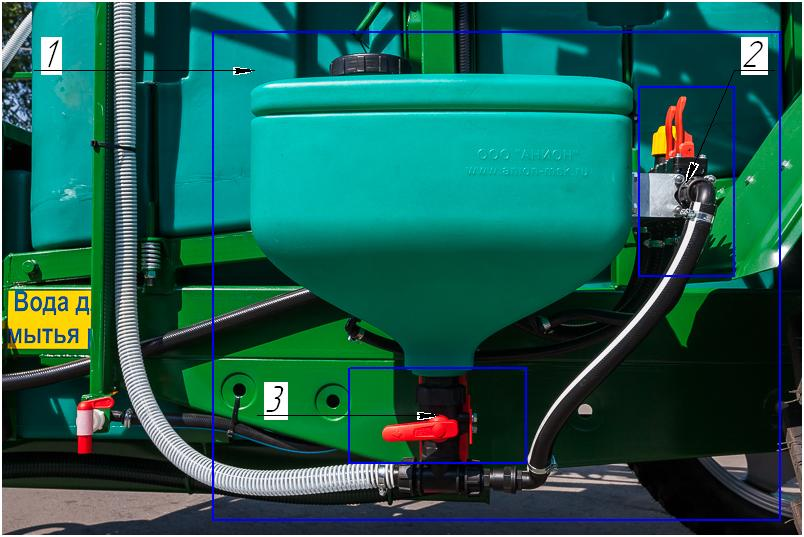 1
2
ООО "АНИОН"
www.anion-msk.ru
Вода д
мытья р
3